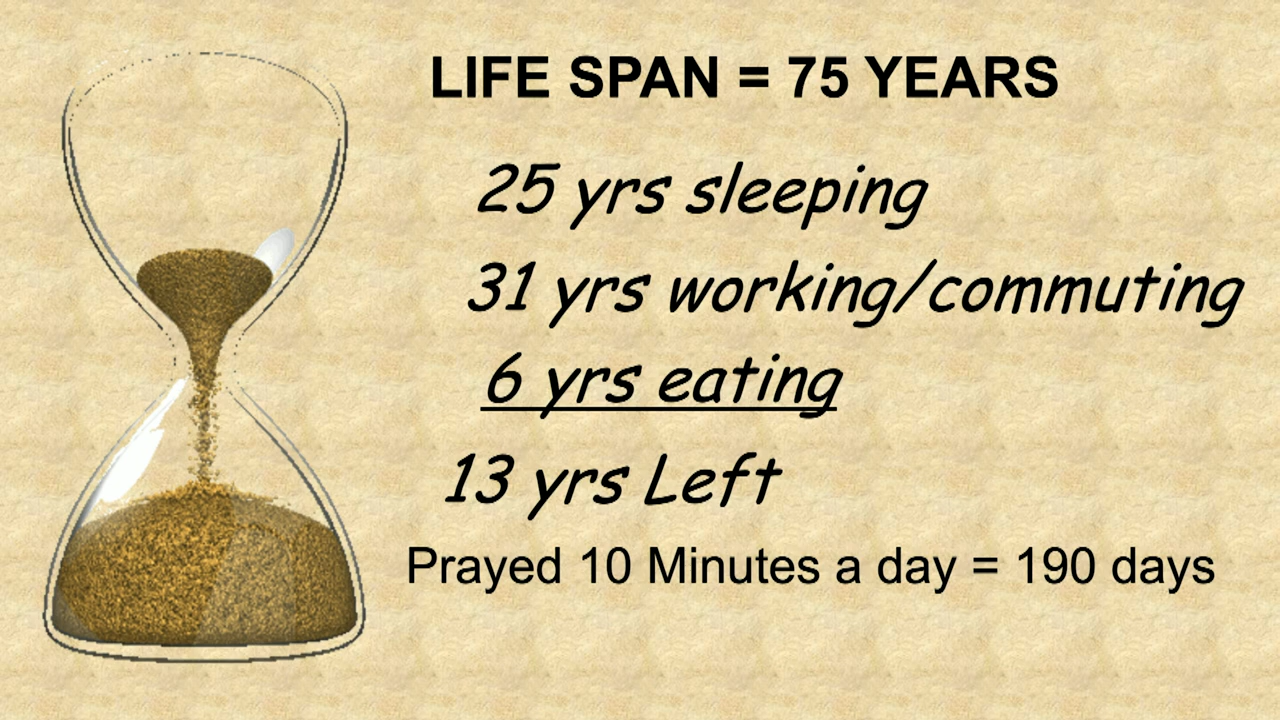 LIFE SPAN = 75 YEARS
25 yrs sleeping
31 yrs working/commuting
6 yrs eating
13 yrs Left
Prayed 10 Minutes a day = 190 days